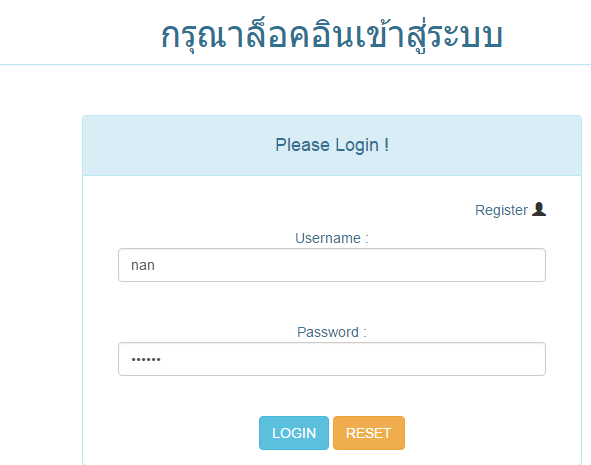 กรุณาล็อคอินเข้าสู่ระบบ
Please Login !
Register
Username :
nan
Password :
••••••
LOGIN RESET